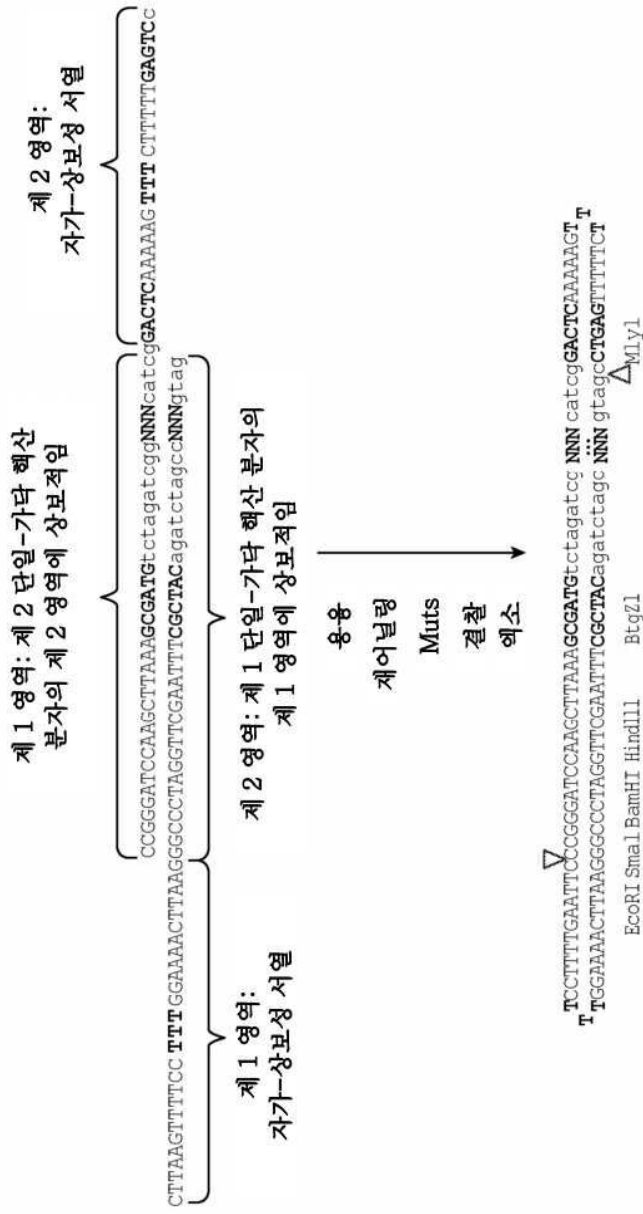 제 1 영역: 제 2 단일-가닥 핵산
분자의 제 2 영역에 상보적임
제 2 영역:
자가-상보성 서열
CCGGGATCCAAGCTTAAAGCGATGtctagatcggNNNcatcgGACTCAAAAAG TTT CTTTTTGAGTCc
CTTAAGTTTTCC TTT GGAAAACTTAAGGGCCCTAGGTTCGAATTTCGCTACagatctagccNNNgtag
제 1 영역:
자가-상보성 서열
제 2 영역: 제 1 단일-가닥 핵산 분자의
제 1 영역에 상보적임
용융
재어닐링
Muts
결찰
엑소
TCCTTTTGAATTCCCGGGATCCAAGCTTAAAGCGATGtctagatcg NNN catcgGACTCAAAAAGT
T
T
TGGAAAACTTAAGGGCCCTAGGTTCGAATTTCGCTACagatctagc NNN gtagcCTGAGTTTTTCT
EcoRI SmaI BamHI HindIII BtgZ1
Mly1